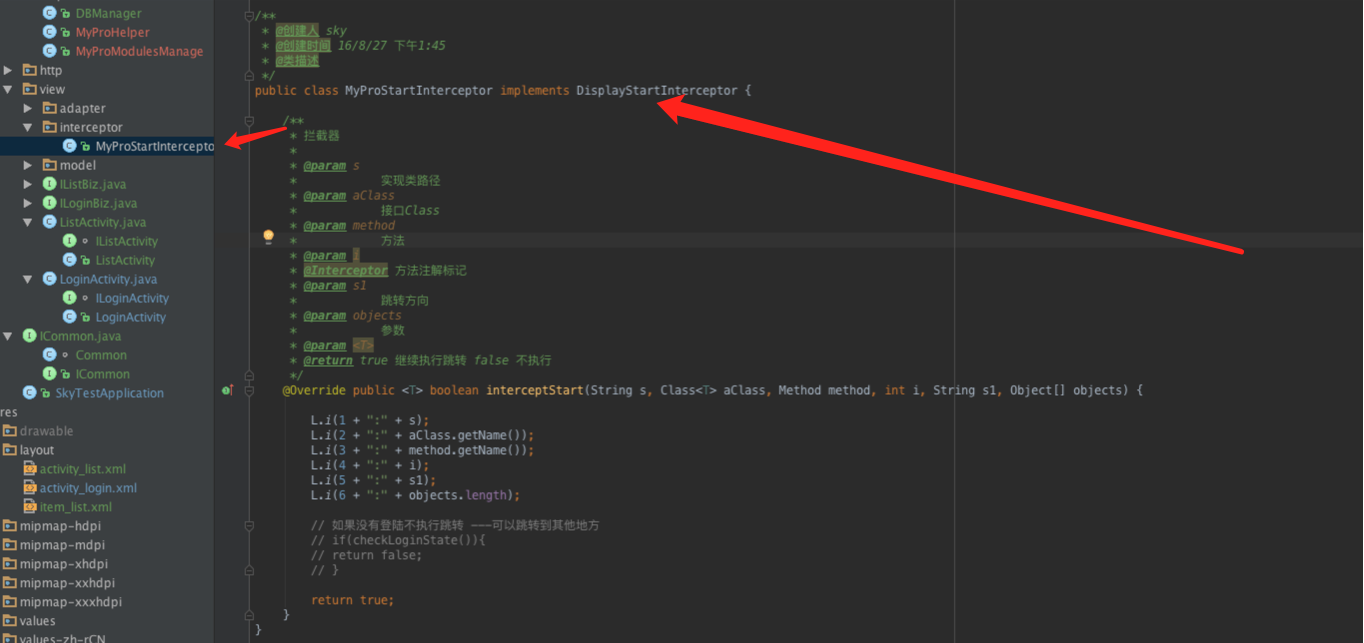 DBManager
MyProHelper
MyProModulesManage
http
view
adapter
interceptor
MyProStartIntercepto
model
IListBiz.java
ILoginBiz.java
ListActivity.java
IListActivity
ListActivity
LoginActivity.java
ILoginActivity
LoginActivity
ICommon.java
Common
ICommon
SkyTestApplication
res
drawable
layout
activity_list.xml
activity_login.xml
item_list.xml
mipmap-hdpi
mipmap-mdpi
mipmap-xhdpi
mipmap-xxhdpi
mipmap-xxxhdpi
values
values-zh-rCN
/**
* @创建人 sky
* @创建时间 16/8/27 下午1:45
* @类描述
*/
public class MyProStartInterceptor implements DisplayStartInterceptor {
/**
* 拦截器
*
* @param s
* 实现类路径
* @param aClass
* 接口Class
* @param method
* 方法
* @param i
* @Interceptor 方法注解标记
* @param s1
* 跳转方向
* @param objects
* 参数
* @param <T>
* @return true 继续执行跳转 false 不执行
*/
@Override public <T> boolean interceptStart(String s, Class<T> aClass, Method method, int i, String s1, Object[] objects) {
L.i(1 + ":" + s);
L.i(2 + ":" + aClass.getName());
L.i(3 + ":" + method.getName());
L.i(4 + ":" + i);
L.i(5 + ":" + s1);
L.i(6 + ":" + objects.length);
// 如果没有登陆不执行跳转 ---可以跳转到其他地方
// if(checkLoginState()){
// return false;
// }
return true;
}
}